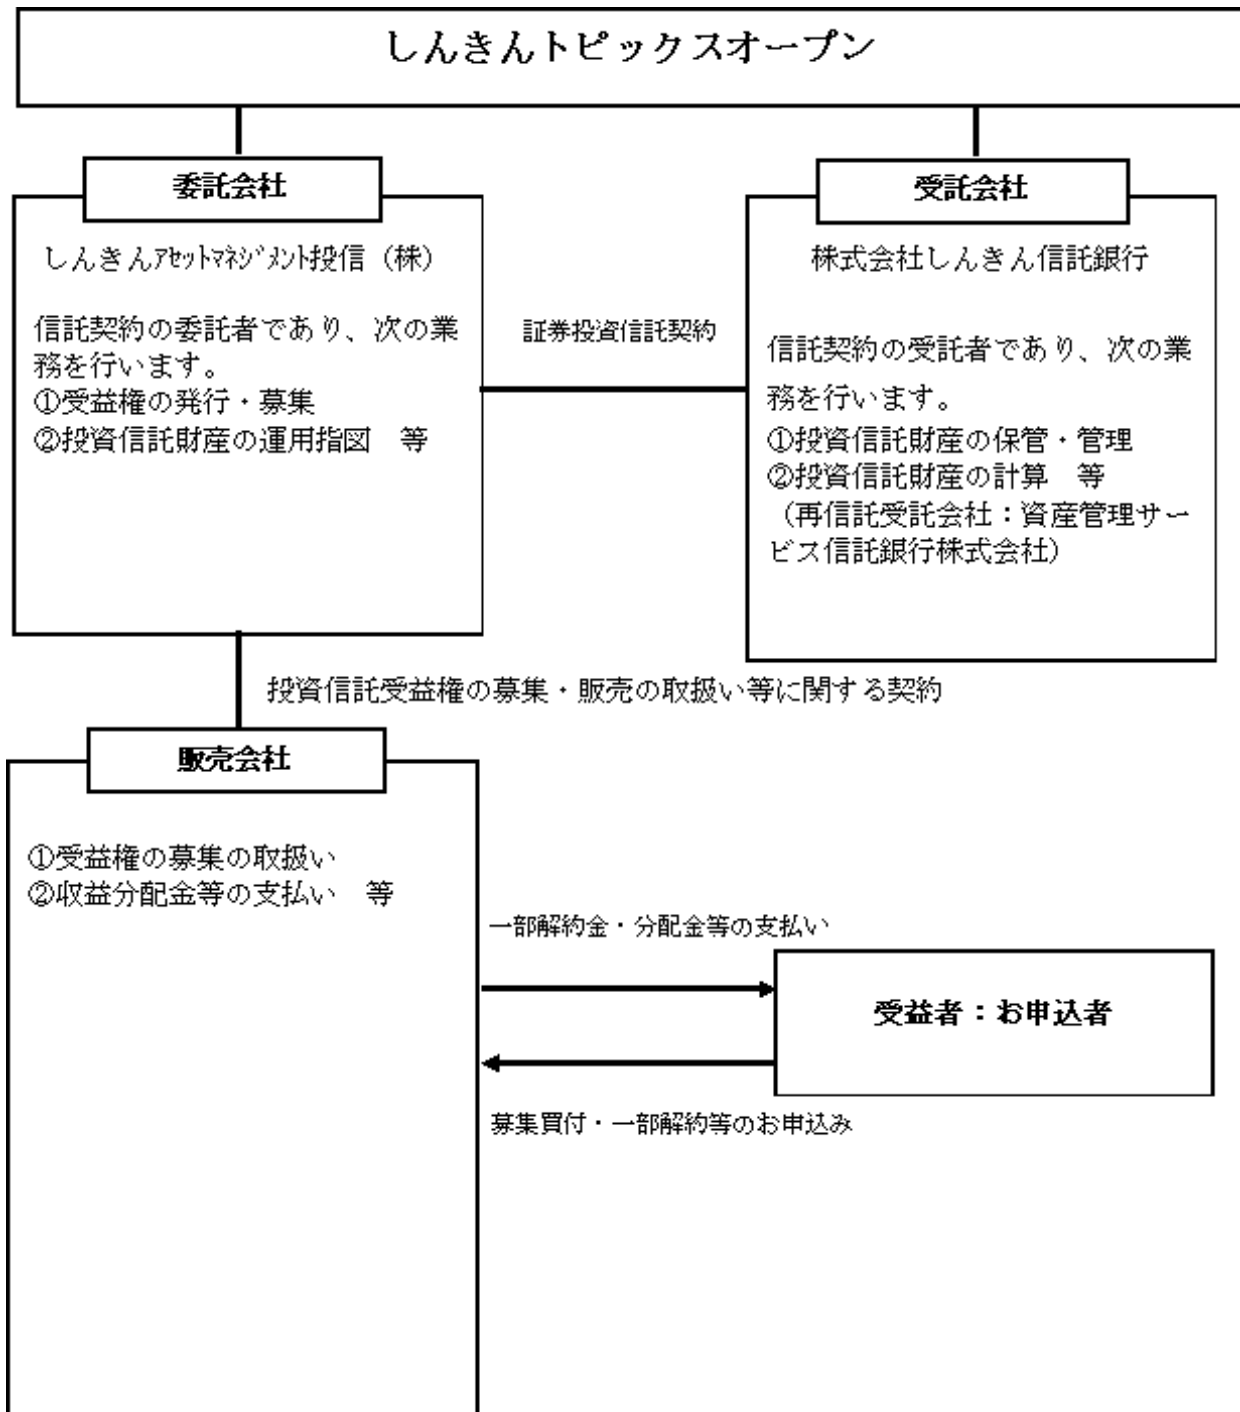 しんきんトピックスオープン
委託会社
しんきんｱｾｯﾄﾏﾈｼﾞﾒﾝﾄ投信（株）
信託契約の委託者であり、次の業
務を行います。
①受益権の発行・募集
②投資信託財産の運用指図　等
証券投資信託契約
受託会社
株式会社しんきん信託銀行
信託契約の受託者であり、次の業
務を行います。
①投資信託財産の保管・管理
②投資信託財産の計算　等
（再信託受託会社：資産管理サー
ビス信託銀行株式会社）
投資信託受益権の募集・販売の取扱い等に関する契約
販売会社
①受益権の募集の取扱い
②収益分配金等の支払い　等
一部解約金・分配金等の支払い
受益者：お申込者
募集買付・一部解約等のお申込み